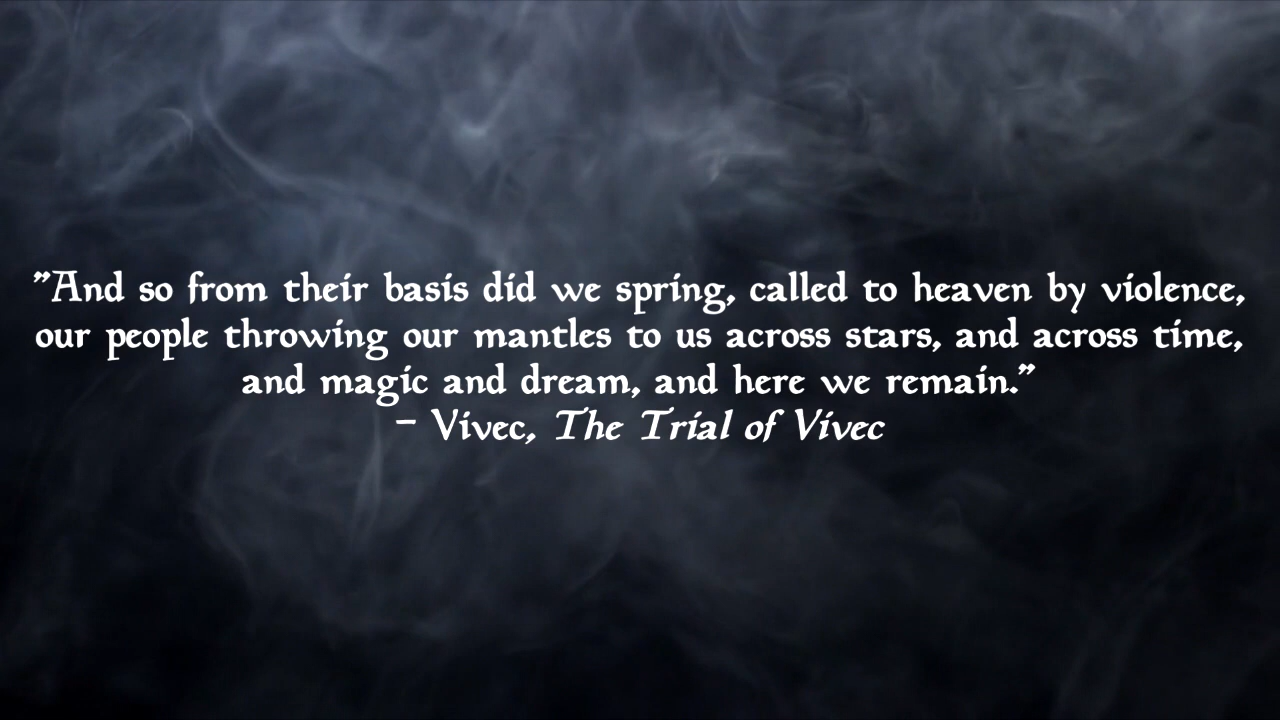 "And so from their basis did we spring, called to heaven by violence,
our people throwing our mantles to us across stars, and across time,
and magic and dream, and here we remain."
- Vivec, The Trial of Vivec